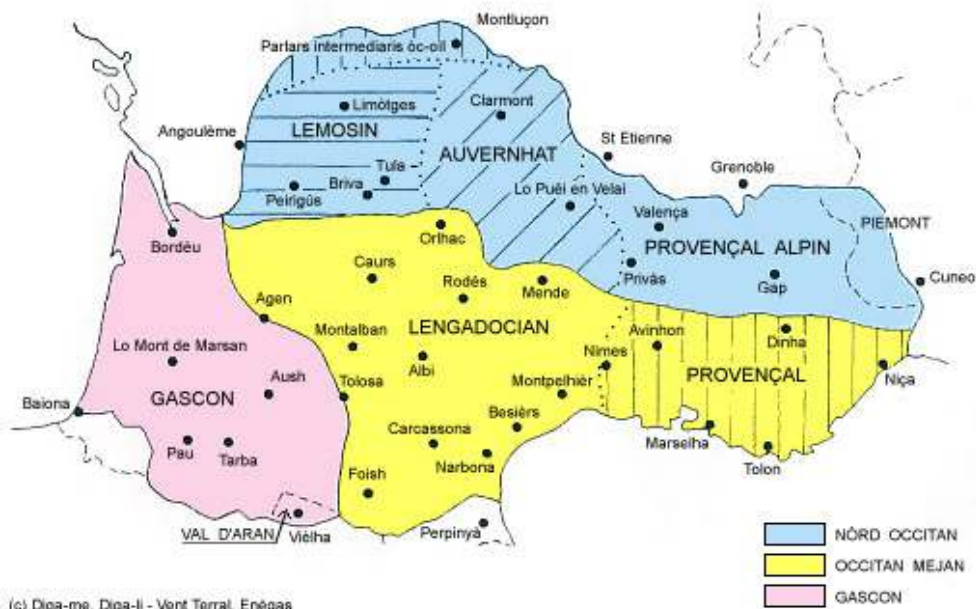 Montluçon
Parlars intermediaris òc-oïl
Clarmont
Limòtges
LEMOSIN
Angoulème
AUVERNHAT
St Etienne
Grenoble
Tula
Briva
Peirigús
Lo Puèi en Velai
Valença
PIEMONT
Bordèu
Orlhac
PROVENÇAL ALPIN
Caurs
Privàs
Gap
Cuneo
Rodés
Mende
Agen
LENGADOCIAN
Avinhon
Dinha
Montalban
Lo Mont de Marsan
Albi
Nimes
Aush
Tolosa
Montpelhièr
PROVENÇAL
Niça
GASCON
Baiona
Besièrs
Carcassona
Marselha
Pau
Tarba
Narbona
Tolon
Foish
VAL D'ARAN
Vièlha
Perpinyà
NÒRD OCCITAN
OCCITAN MEJAN
GASCON
(c) Diga-me, Diga-li - Vent Terral, Enègas